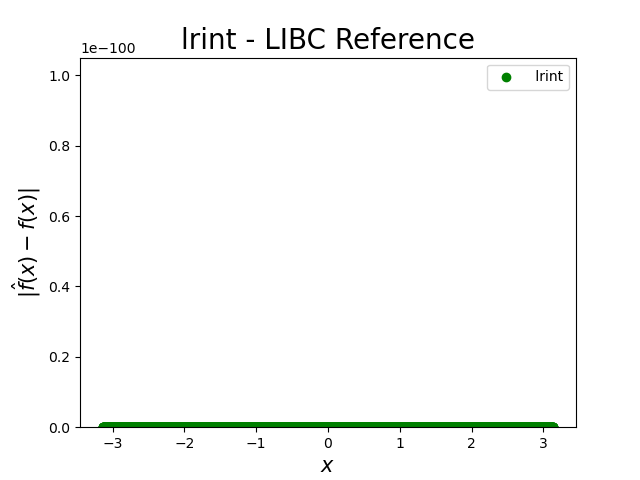 lrint - LIBC Reference
1e−100
lrint
1.0
0.8
0.6
0.4
0.2
0.0
|f̂(x) − f(x)|
−3 −2 −1 0 1 2 3
x